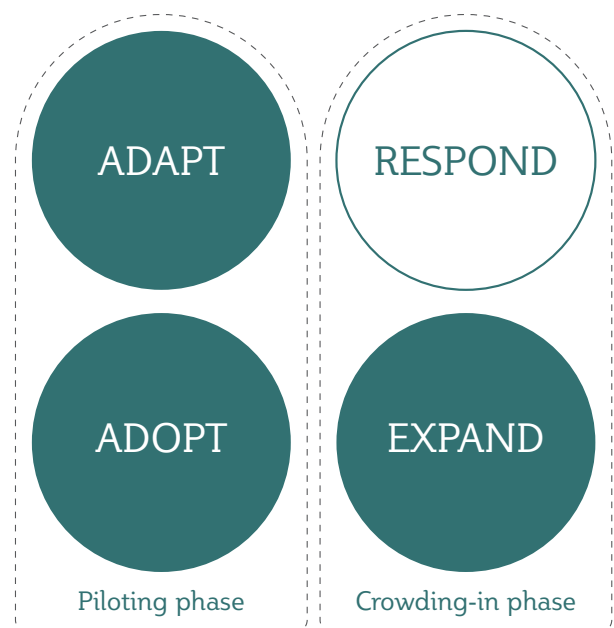 ADAPT
RESPOND
ADOPT
EXPAND
Piloting phase
Crowding-in phase